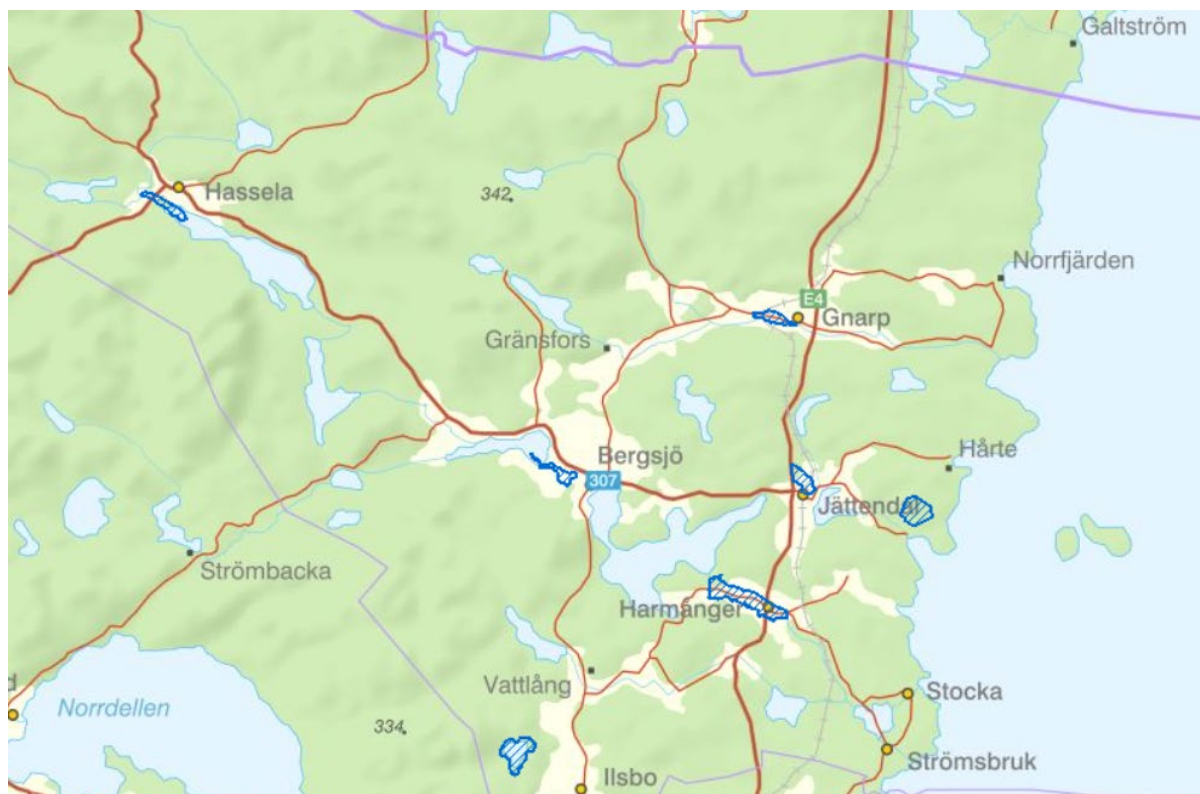 Galtström
Hassela
342
Norrfjärden
E4
Gnarp
Gränsfors
Bergsjö
Hårte
307
Jättendal
Strömbacka
Harmånger
Vattlång
d
Stocka
Norrdellen
334
Strömsbruk
Ilsbo